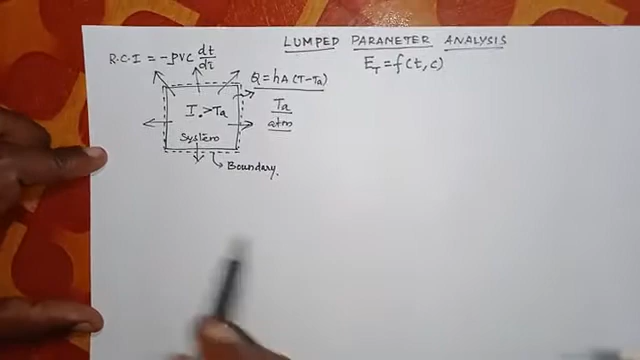 LUMPED PARAMETER ANALYSIS
R.C.I = -ρVC dt/dτ
E_T = f(t, c)
Q = hA (T-Ta)
Ta
atm
I. > Ta
System
Boundary.